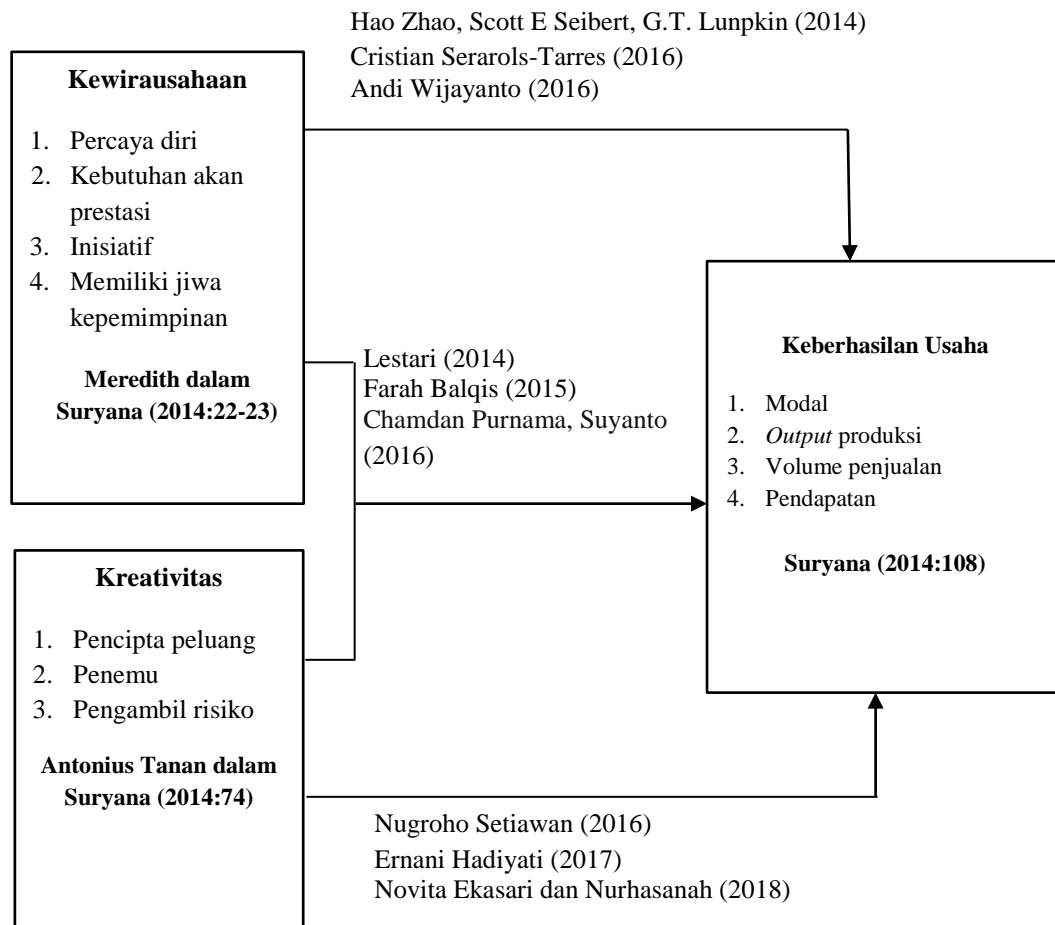 Hao Zhao, Scott E Seibert, G.T. Lunpkin (2014)
Cristian Serarols-Tarres (2016)
Andi Wijayanto (2016)
Kewirausahaan
1. Percaya diri
2. Kebutuhan akan
prestasi
3. Inisiatif
4. Memiliki jiwa
kepemimpinan
Meredith dalam
Suryana (2014:22-23)
Lestari (2014)
Farah Balqis (2015)
Chamdan Purnama, Suyanto
(2016)
Keberhasilan Usaha
1. Modal
2. Output produksi
3. Volume penjualan
4. Pendapatan
Suryana (2014:108)
Kreativitas
1. Pencipta peluang
2. Penemu
3. Pengambil risiko
Antonius Tanan dalam
Suryana (2014:74)
Nugroho Setiawan (2016)
Ernani Hadiyati (2017)
Novita Ekasari dan Nurhasanah (2018)